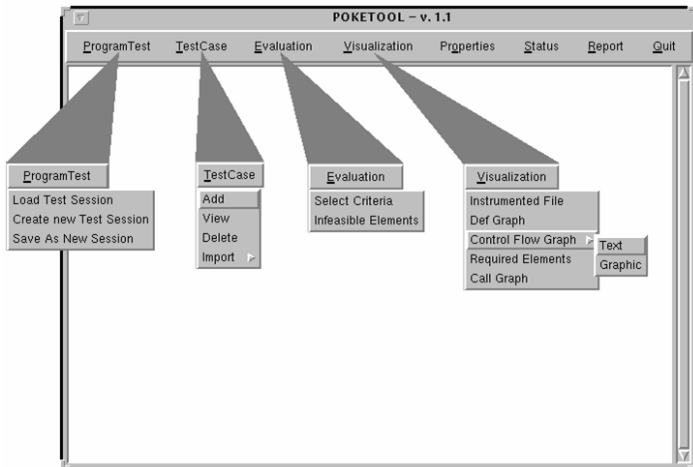 POKETOOL – v. 1.1
ProgramTest TestCase Evaluation Visualization Properties Status Report Quit
ProgramTest
Load Test Session
Create new Test Session
Save As New Session
TestCase
Add
View
Delete
Import
Evaluation
Select Criteria
Infeasible Elements
Visualization
Instrumented File
Def Graph
Control Flow Graph
Text
Graphic
Required Elements
Call Graph